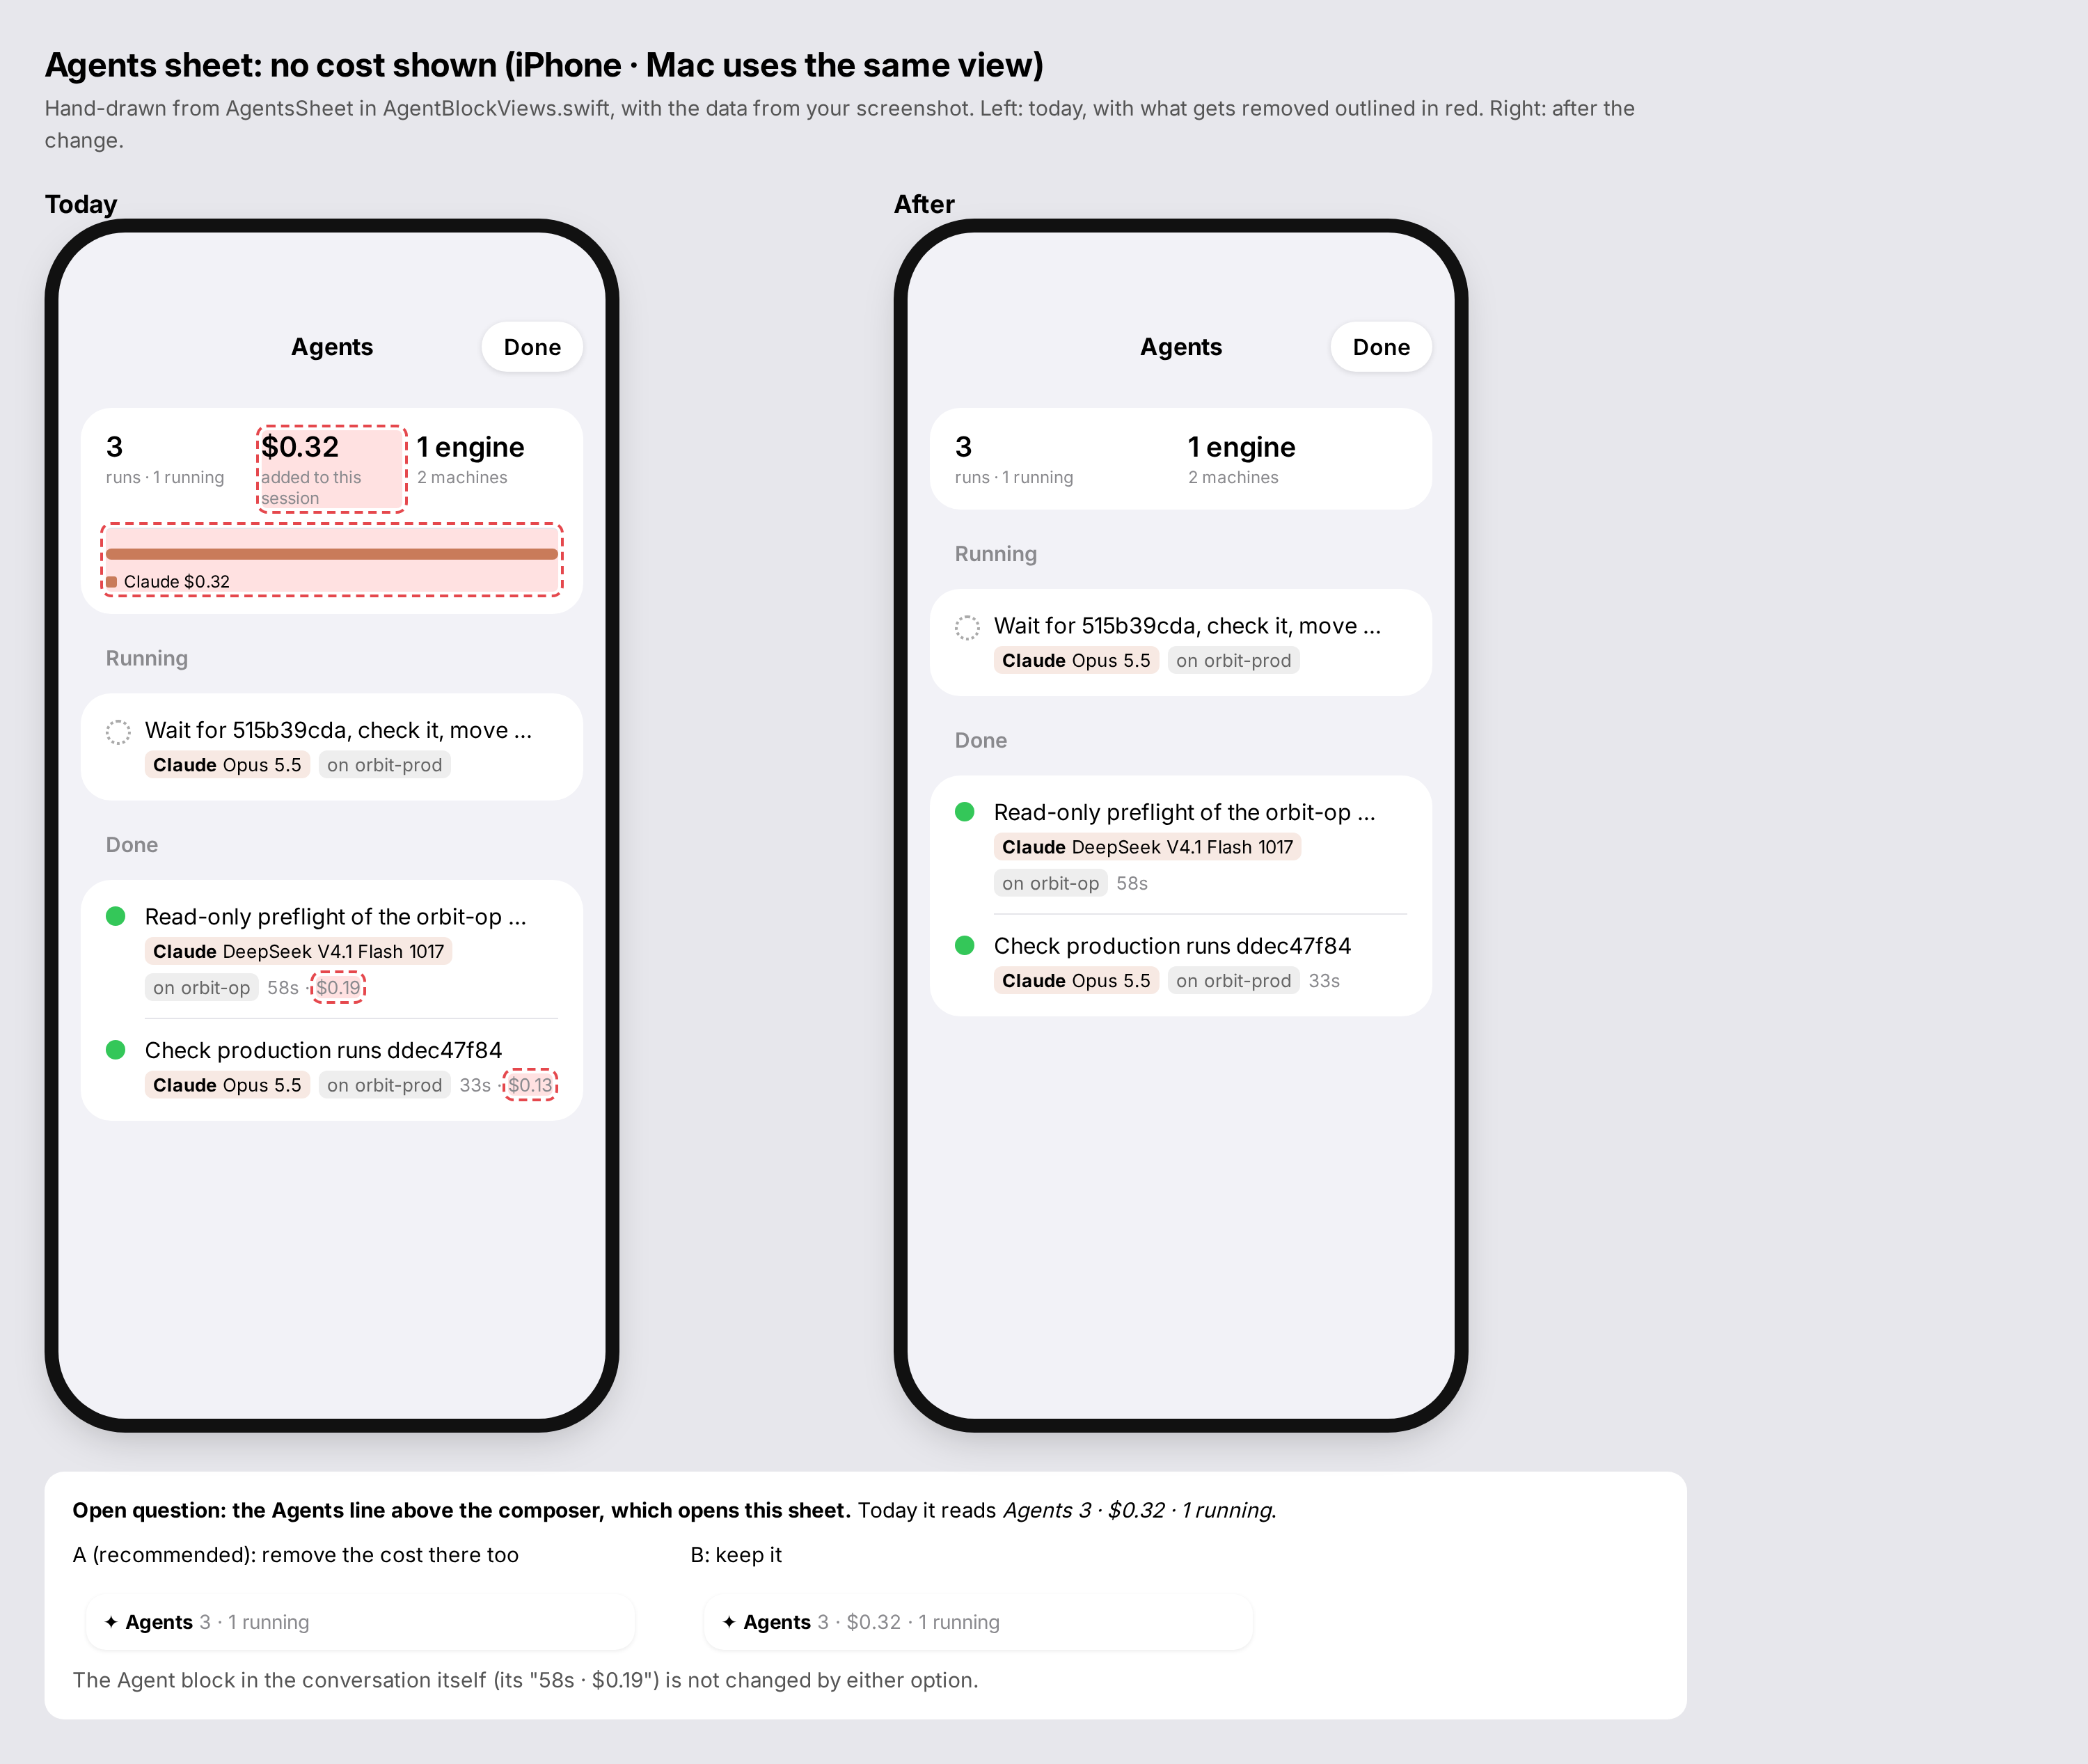 Agents sheet: no cost shown (iPhone · Mac uses the same view)
Hand-drawn from AgentsSheet in AgentBlockViews.swift, with the data from your screenshot. Left: today, with what gets removed outlined in red. Right: after the
change.
Today
Agents
Done
3
runs · 1 running
$0.32
added to this
session
1 engine
2 machines
Claude $0.32
Running
Wait for 515b39cda, check it, move ...
Claude Opus 5.5 on orbit-prod
Done
Read-only preflight of the orbit-op ...
Claude DeepSeek V4.1 Flash 1017
on orbit-op 58s · $0.19
Check production runs ddec47f84
Claude Opus 5.5 on orbit-prod 33s · $0.13
After
Agents
Done
3
runs · 1 running
1 engine
2 machines
Running
Wait for 515b39cda, check it, move ...
Claude Opus 5.5 on orbit-prod
Done
Read-only preflight of the orbit-op ...
Claude DeepSeek V4.1 Flash 1017
on orbit-op 58s
Check production runs ddec47f84
Claude Opus 5.5 on orbit-prod 33s
Open question: the Agents line above the composer, which opens this sheet. Today it reads Agents 3 · $0.32 · 1 running.
A (recommended): remove the cost there too
✦ Agents 3 · 1 running
B: keep it
✦ Agents 3 · $0.32 · 1 running
The Agent block in the conversation itself (its "58s · $0.19") is not changed by either option.